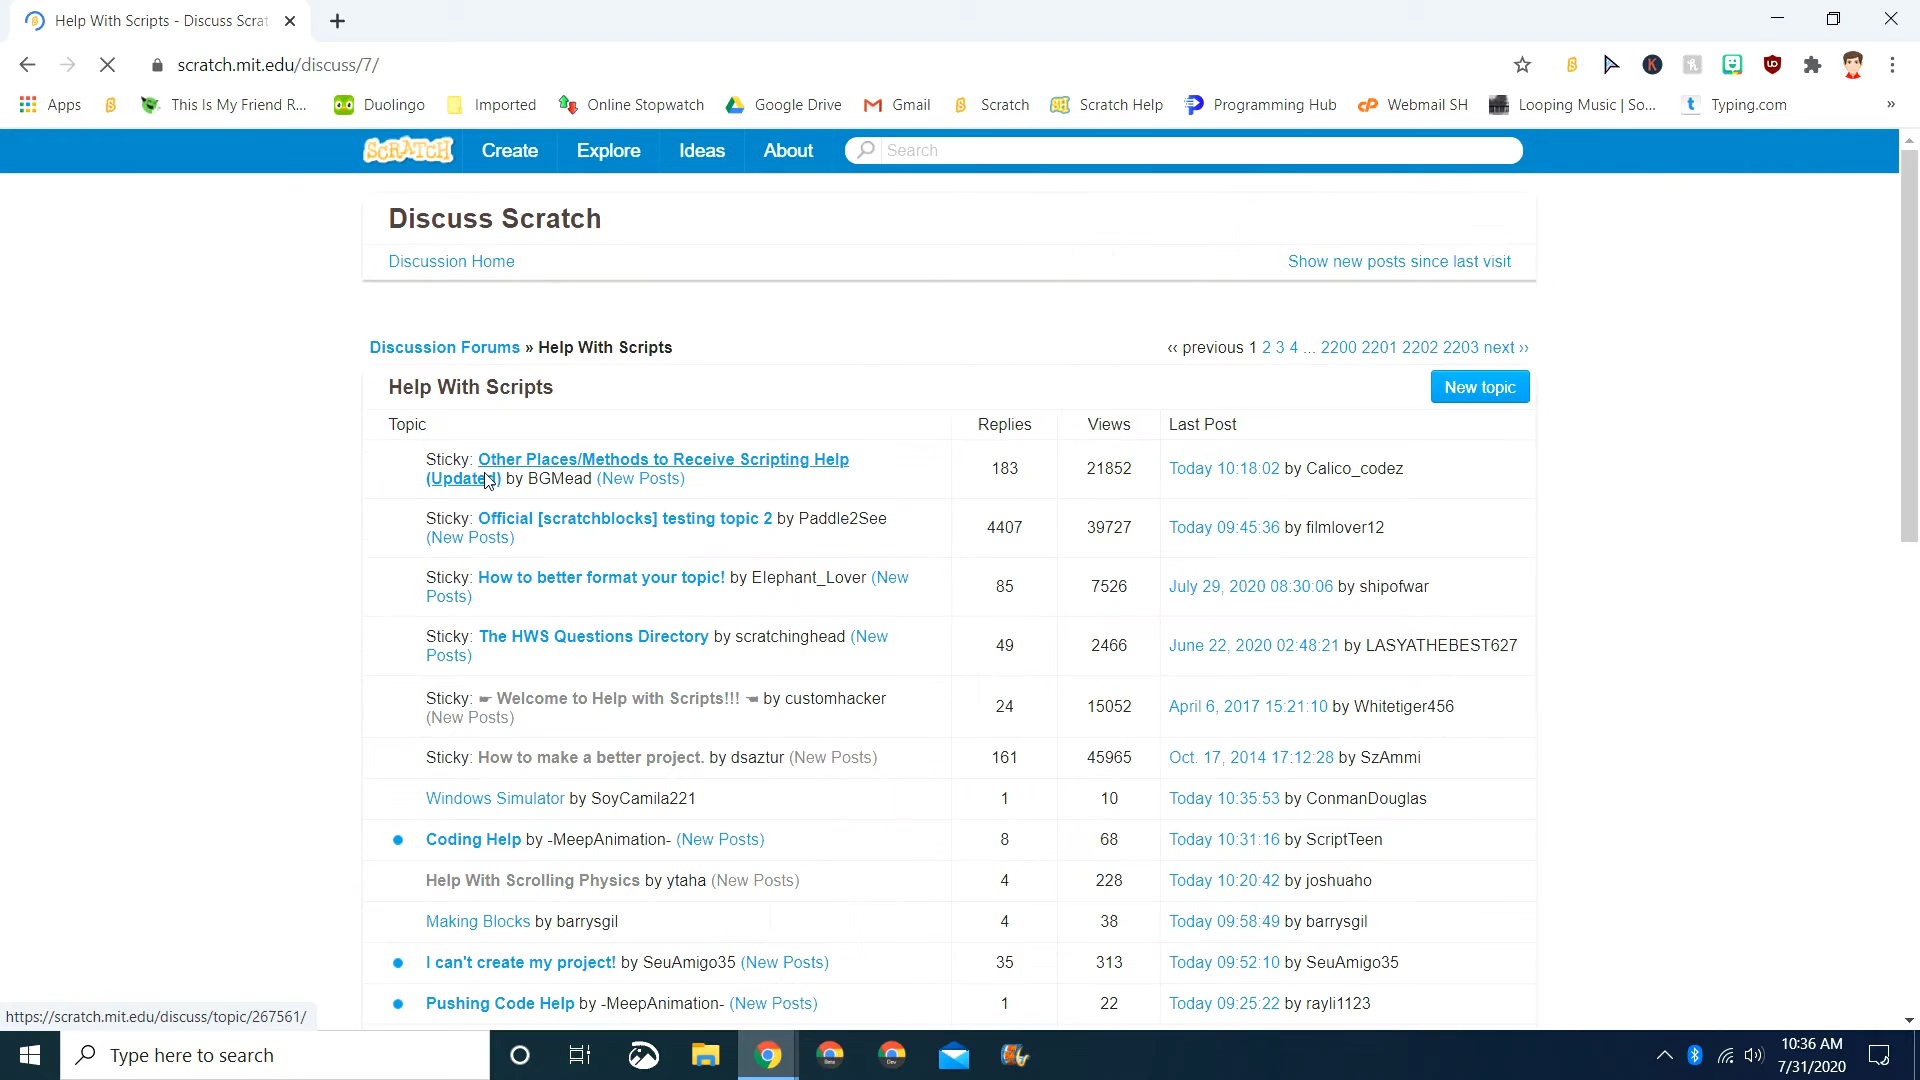 Help With Scripts - Discuss Scrat
scratch.mit.edu/discuss/7/
Apps
This Is My Friend R...
Duolingo
Imported
Online Stopwatch
Google Drive
Gmail
Scratch
Scratch Help
Programming Hub
Webmail SH
Looping Music | So...
Typing.com
»
SCRATCH
Create
Explore
Ideas
About
Search
Discuss Scratch
Discussion Home
Show new posts since last visit
Discussion Forums » Help With Scripts
‹‹ previous 1 2 3 4 ... 2200 2201 2202 2203 next ››
Help With Scripts
New topic
Topic
Replies
Views
Last Post
Sticky: Other Places/Methods to Receive Scripting Help
(Updated) by BGMead (New Posts)
183
21852
Today 10:18:02 by Calico_codez
Sticky: Official [scratchblocks] testing topic 2 by Paddle2See
(New Posts)
4407
39727
Today 09:45:36 by filmlover12
Sticky: How to better format your topic! by Elephant_Lover (New
Posts)
85
7526
July 29, 2020 08:30:06 by shipofwar
Sticky: The HWS Questions Directory by scratchinghead (New
Posts)
49
2466
June 22, 2020 02:48:21 by LASYATHEBEST627
Sticky: ☛ Welcome to Help with Scripts!!! ☚ by customhacker
(New Posts)
24
15052
April 6, 2017 15:21:10 by Whitetiger456
Sticky: How to make a better project. by dsaztur (New Posts)
161
45965
Oct. 17, 2014 17:12:28 by SzAmmi
Windows Simulator by SoyCamila221
1
10
Today 10:35:53 by ConmanDouglas
Coding Help by -MeepAnimation- (New Posts)
8
68
Today 10:31:16 by ScriptTeen
Help With Scrolling Physics by ytaha (New Posts)
4
228
Today 10:20:42 by joshuaho
Making Blocks by barrysgil
4
38
Today 09:58:49 by barrysgil
I can't create my project! by SeuAmigo35 (New Posts)
35
313
Today 09:52:10 by SeuAmigo35
Pushing Code Help by -MeepAnimation- (New Posts)
1
22
Today 09:25:22 by rayli1123
https://scratch.mit.edu/discuss/topic/267561/
Type here to search
10:36 AM
7/31/2020